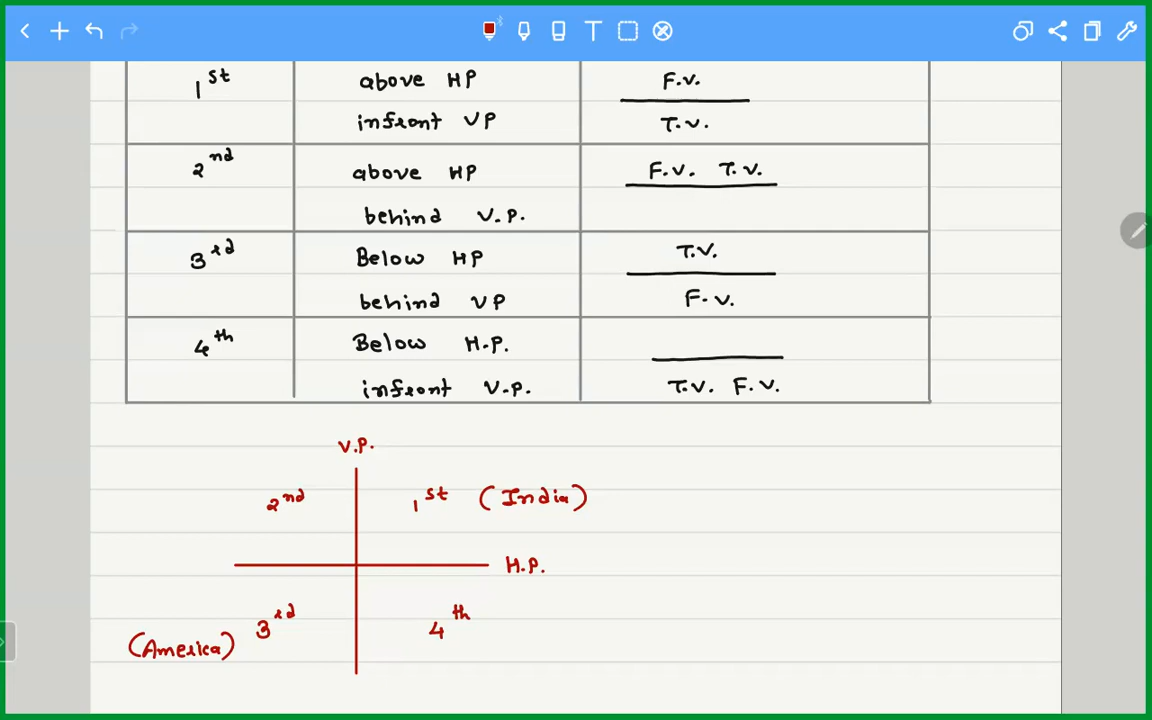 1st above HP F.V.
infront VP T.V.
2nd above HP F.V. T.V.
behind V.P.
3rd Below HP T.V.
behind VP F.V.
4th Below H.P.
infront V.P. T.V. F.V.
V.P.
2nd 1st (India)
H.P.
3rd 4th
(America)